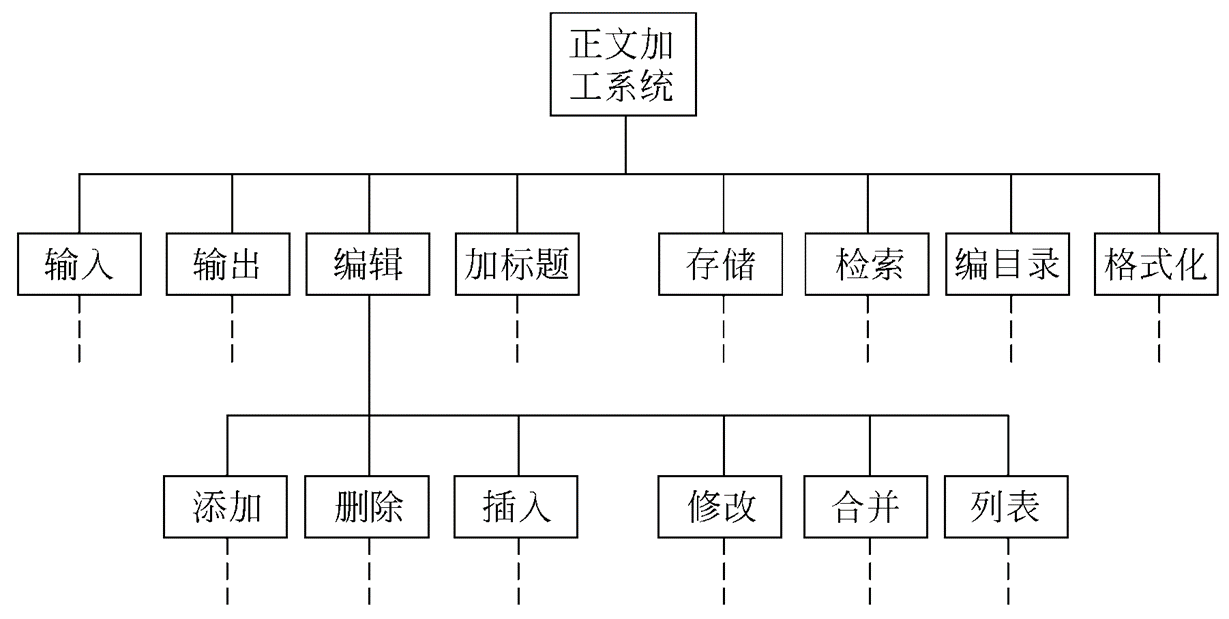 正文加
工系统
输入
输出
编辑
加标题
存储
检索
编目录
格式化
添加
删除
插入
修改
合并
列表